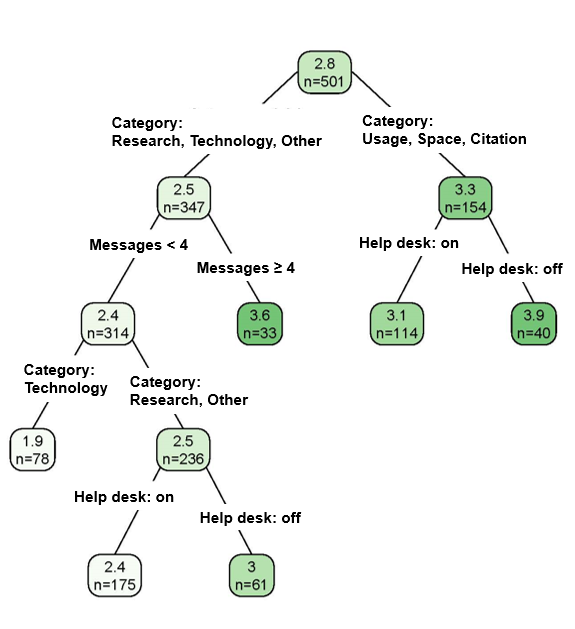 2.8
n=501
Category:
Research, Technology, Other
Category:
Usage, Space, Citation
2.5
n=347
3.3
n=154
Messages < 4
Messages ≥ 4
Help desk: on
Help desk: off
2.4
n=314
3.6
n=33
3.1
n=114
3.9
n=40
Category:
Technology
Category:
Research, Other
1.9
n=78
2.5
n=236
Help desk: on
Help desk: off
2.4
n=175
3
n=61